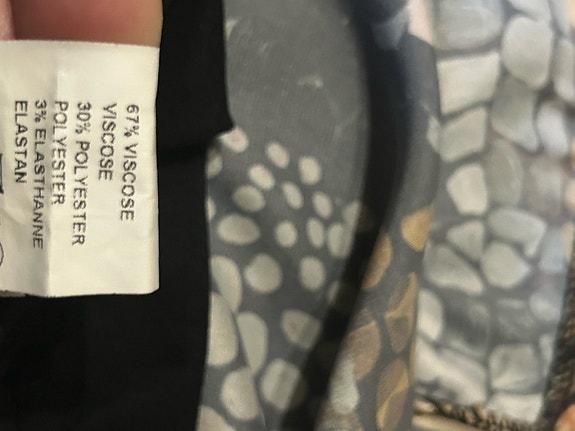 67% VISCOSE
VISCOSE
30% POLYESTER
POLYESTER
3% ELASTHANNE
ELASTAN